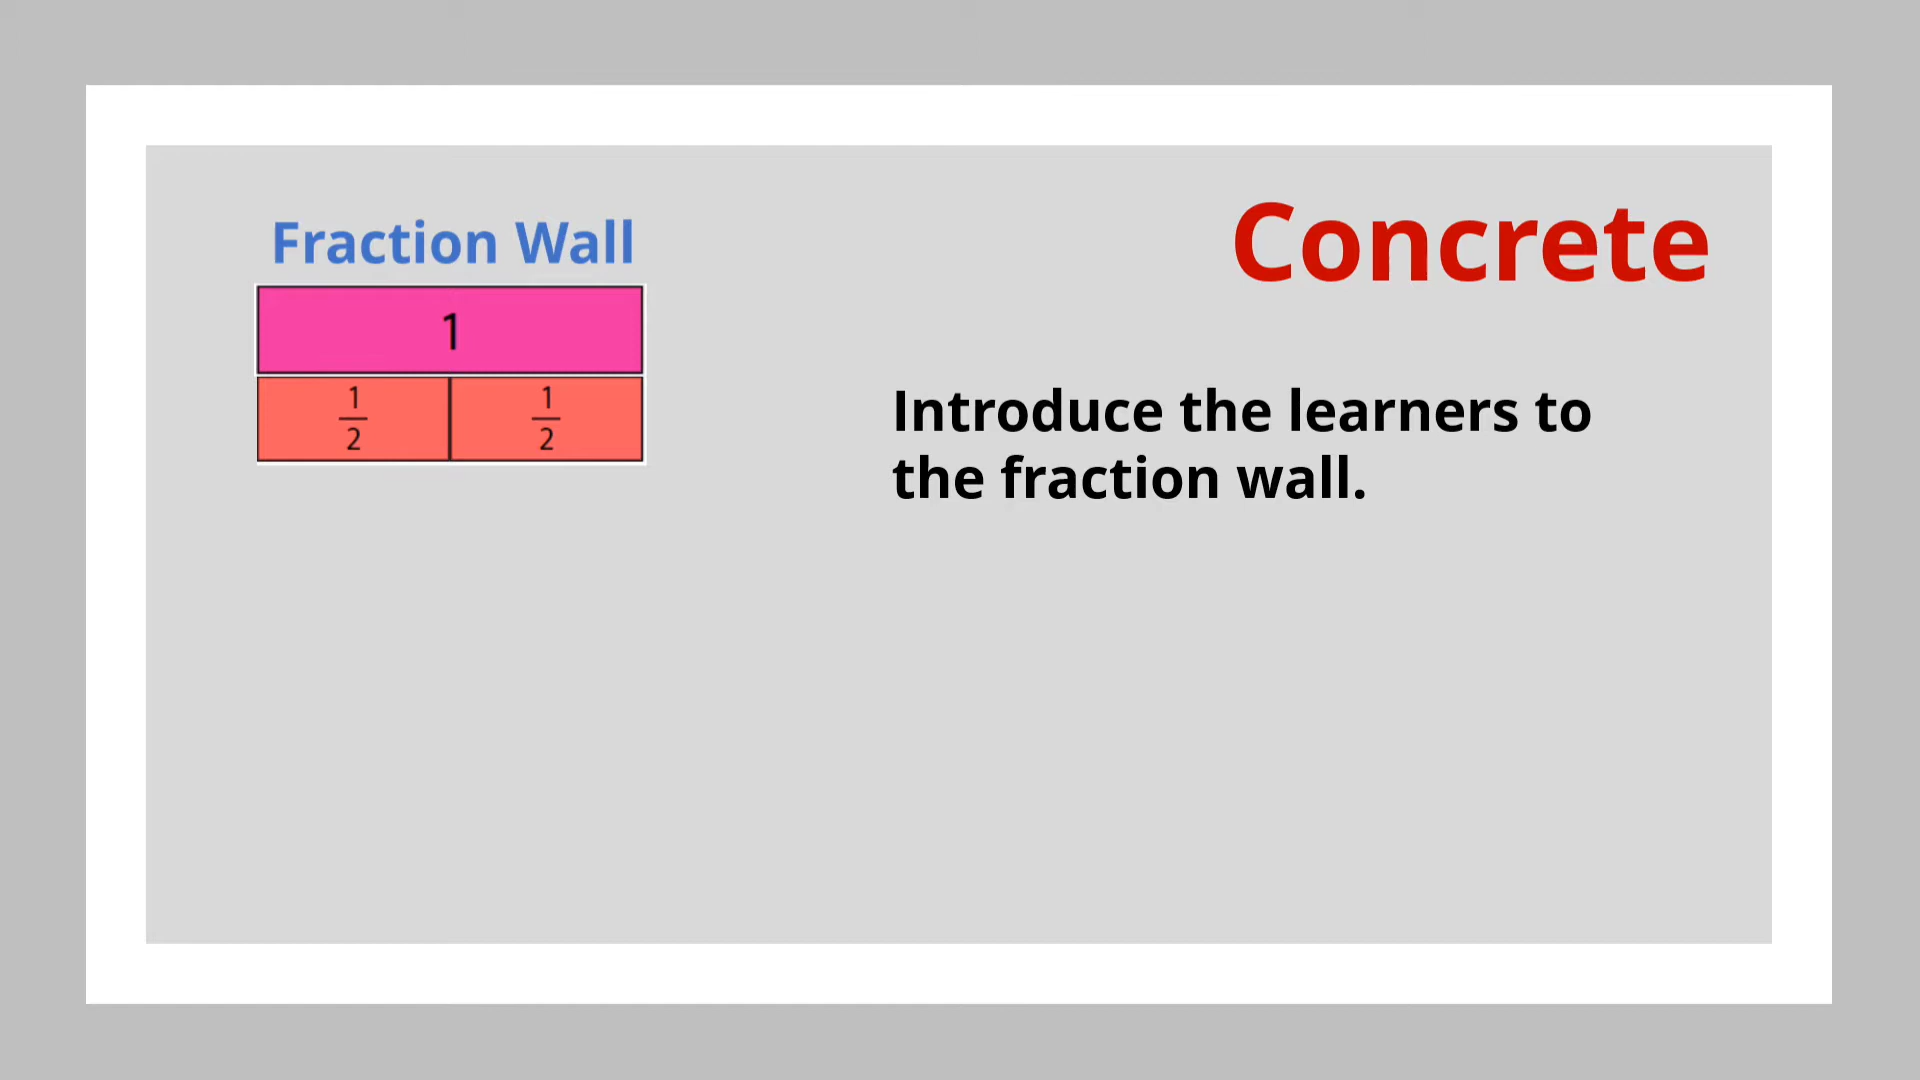 Fraction Wall
1
1/2 1/2
Concrete
Introduce the learners to
the fraction wall.